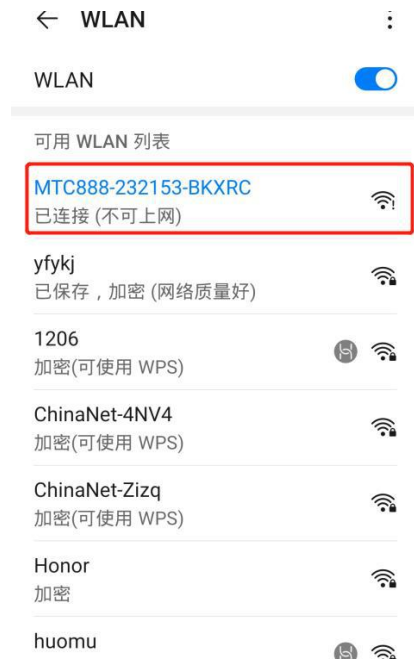 WLAN
WLAN
可用 WLAN 列表
MTC888-232153-BKXRC
已连接 (不可上网)
yfykj
已保存，加密 (网络质量好)
1206
加密(可使用 WPS)
ChinaNet-4NV4
加密(可使用 WPS)
ChinaNet-Zizq
加密(可使用 WPS)
Honor
加密
huomu